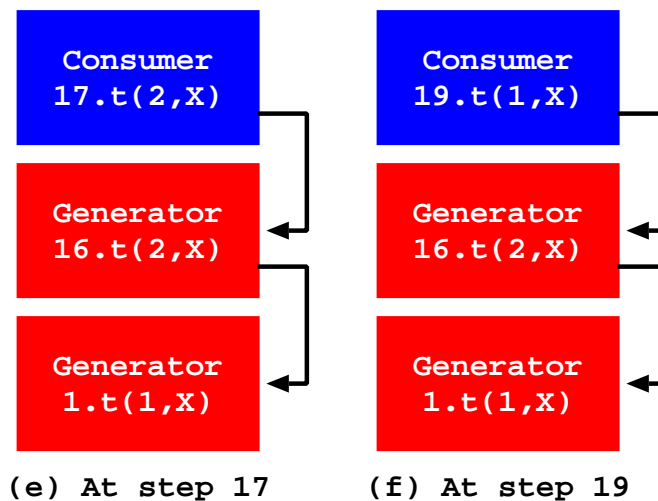 Consumer
17.t(2,X)
Generator
16.t(2,X)
Generator
1.t(1,X)
(e) At step 17
Consumer
19.t(1,X)
Generator
16.t(2,X)
Generator
1.t(1,X)
(f) At step 19